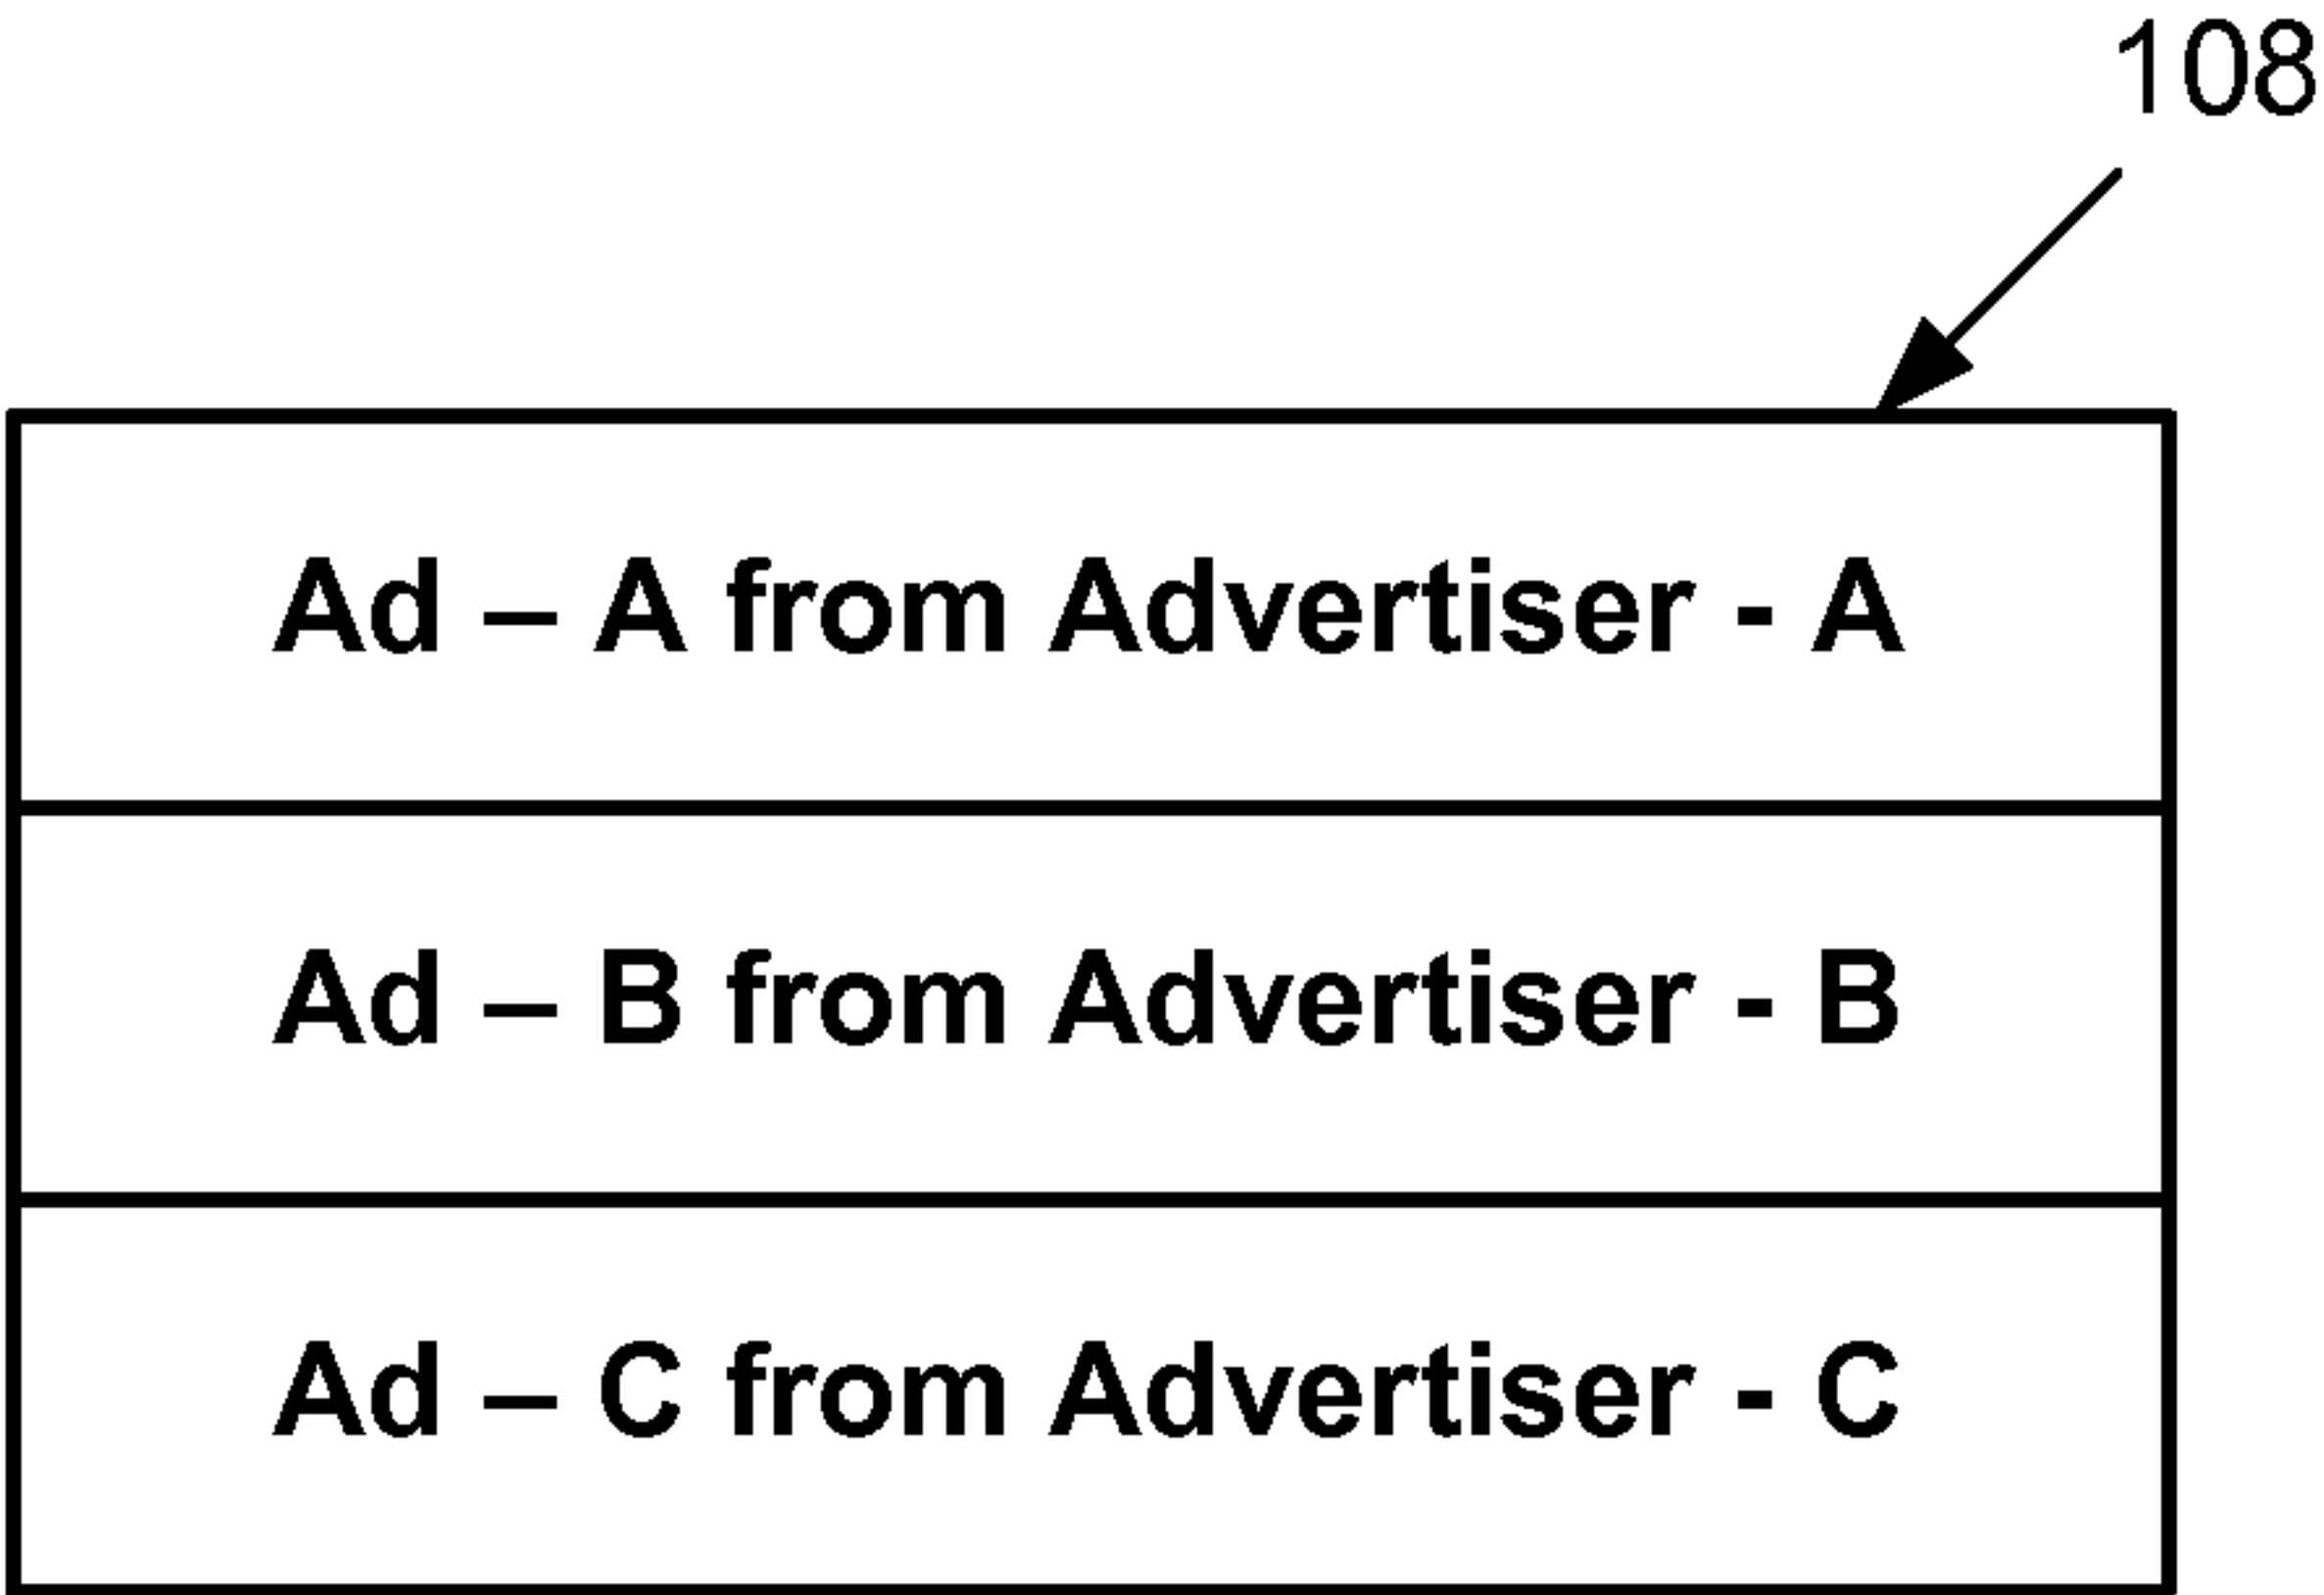 108
Ad – A from Advertiser - A
Ad – B from Advertiser - B
Ad – C from Advertiser - C